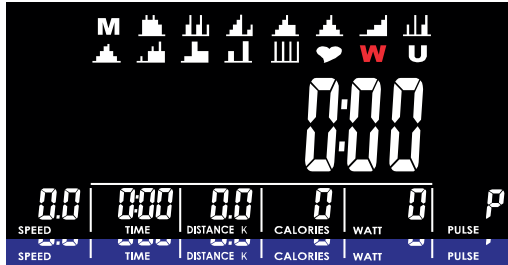 M
W U
0:00
0.0 0:00 0.0 0 0 P
SPEED TIME DISTANCE K CALORIES WATT PULSE
SPEED TIME DISTANCE K CALORIES WATT PULSE